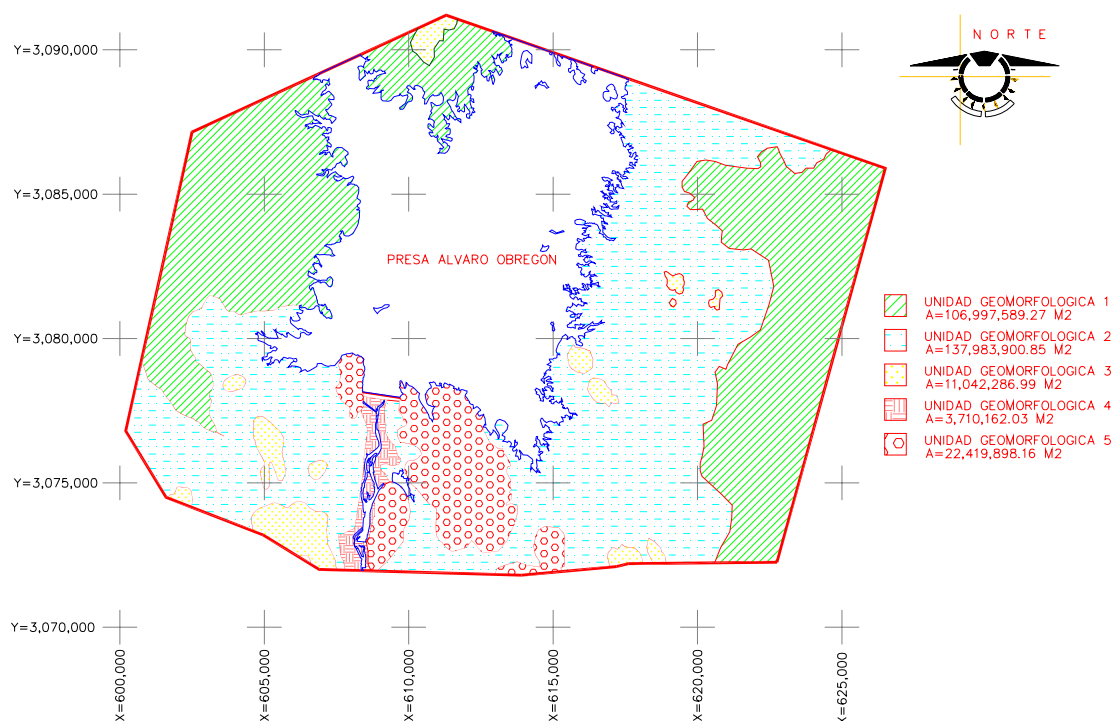 NORTE
Y=3,090,000
Y=3,085,000
PRESA ALVARO OBREGON
UNIDAD GEOMORFOLOGICA 1
A=106,997,589.27 M2
Y=3,080,000
UNIDAD GEOMORFOLOGICA 2
A=137,983,900.85 M2
UNIDAD GEOMORFOLOGICA 3
A=11,042,286.99 M2
UNIDAD GEOMORFOLOGICA 4
A=3,710,162.03 M2
UNIDAD GEOMORFOLOGICA 5
A=22,419,898.16 M2
Y=3,075,000
Y=3,070,000
X=600,000
X=605,000
X=610,000
X=615,000
X=620,000
X=625,000